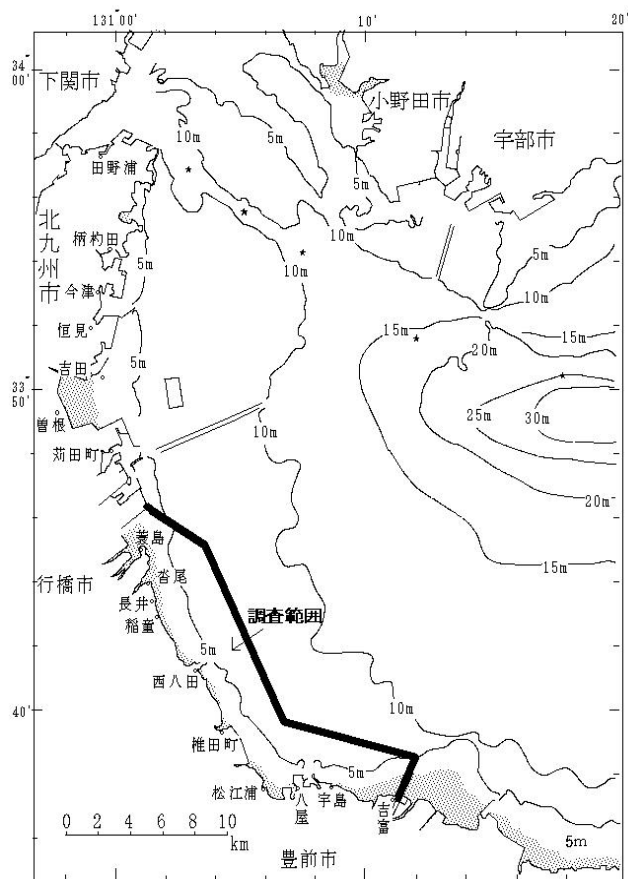 131°00' 10' 20'
34°00'
下関市
小野田市
宇部市
10m
5m
5m
田野浦
北九州市
柄杓田
5m
10m
10m
5m
10m
今津
恒見
5m
15m
15m
20m
吉田
33°50'
曽根
10m
25m
30m
苅田町
20m
15m
蓑島
行橋市
沓尾
長井
稲童
調査範囲
5m
西八田
40'
10m
椎田町
5m
松江浦
八屋
宇島
吉富
0 2 4 6 8 10
km
5m
豊前市